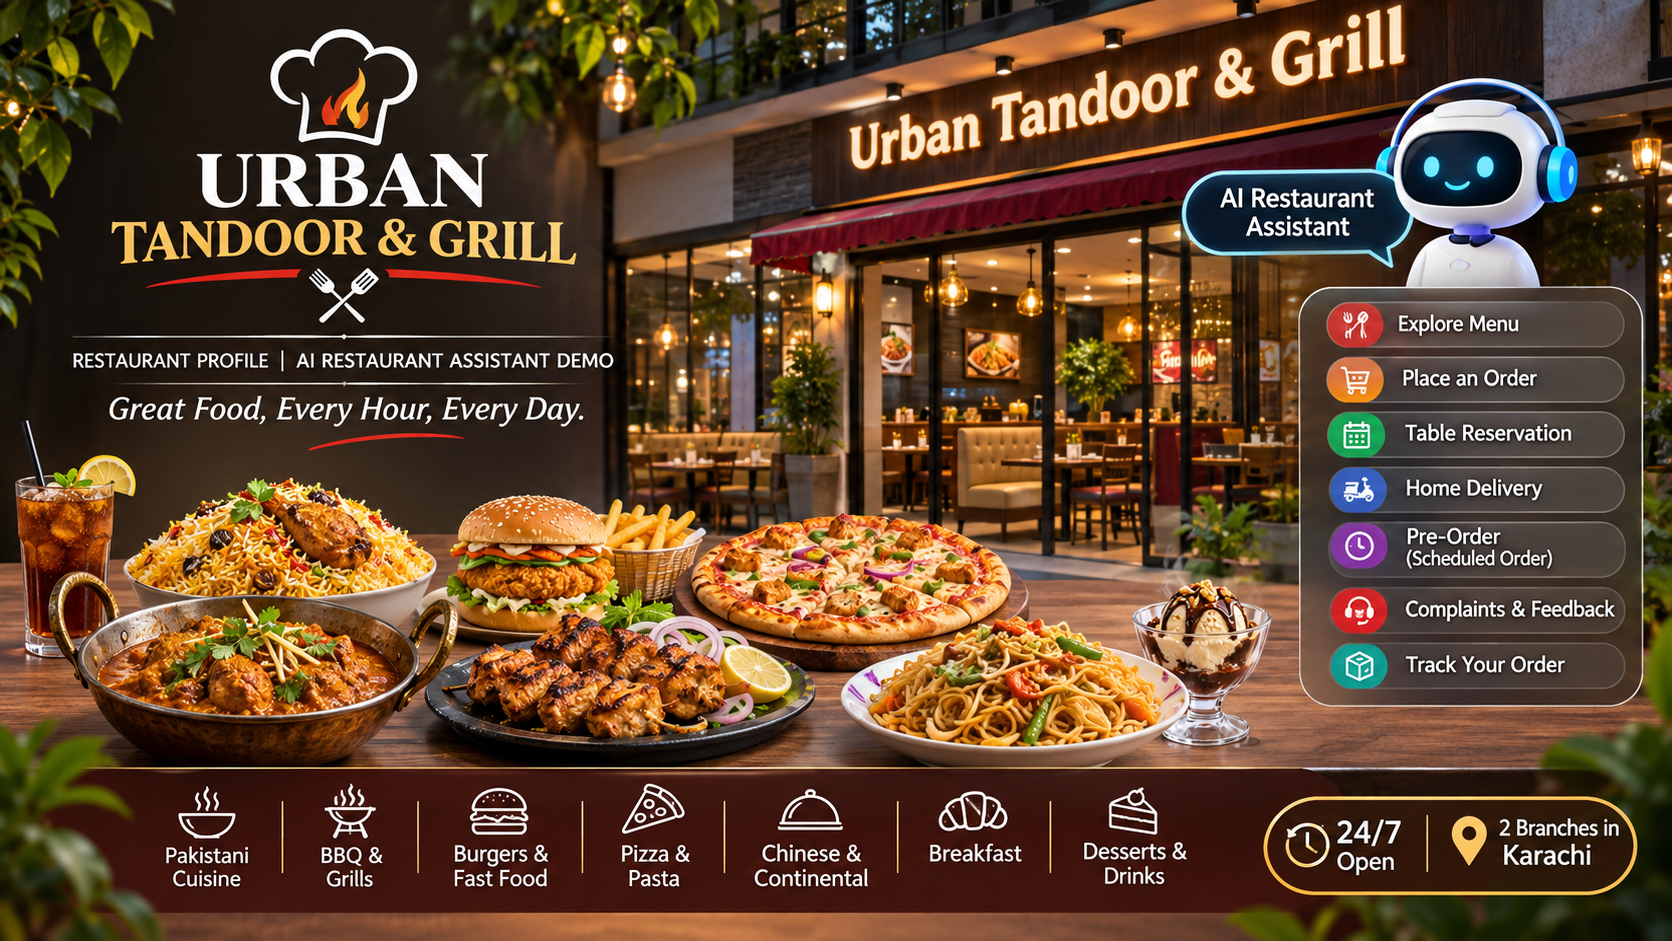 URBAN
TANDOOR & GRILL
RESTAURANT PROFILE | AI RESTAURANT ASSISTANT DEMO
Great Food, Every Hour, Every Day.
Urban Tandoor & Grill
AI Restaurant
Assistant
Explore Menu
Place an Order
Table Reservation
Home Delivery
Pre-Order
(Scheduled Order)
Complaints & Feedback
Track Your Order
Pakistani
Cuisine
BBQ &
Grills
Burgers &
Fast Food
Pizza &
Pasta
Chinese &
Continental
Breakfast
Desserts &
Drinks
24/7
Open
2 Branches in
Karachi